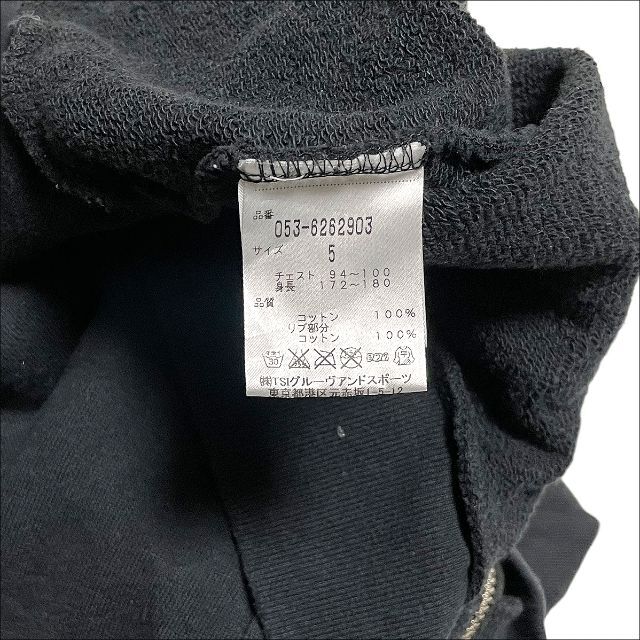 品番
053-6262903
サイズ
5
チェスト 94~100
身長 172~180
品質
コットン 100%
リブ部分
コットン 100%
㈱TSIグルーヴアンドスポーツ
東京都港区元赤坂1-5-12